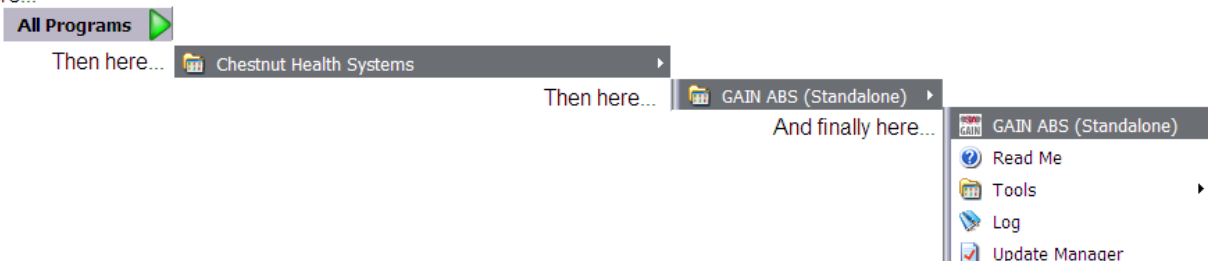 All Programs
Then here... Chestnut Health Systems
Then here... GAIN ABS (Standalone)
And finally here... GAIN GAIN ABS (Standalone)
Read Me
Tools
Log
Update Manager